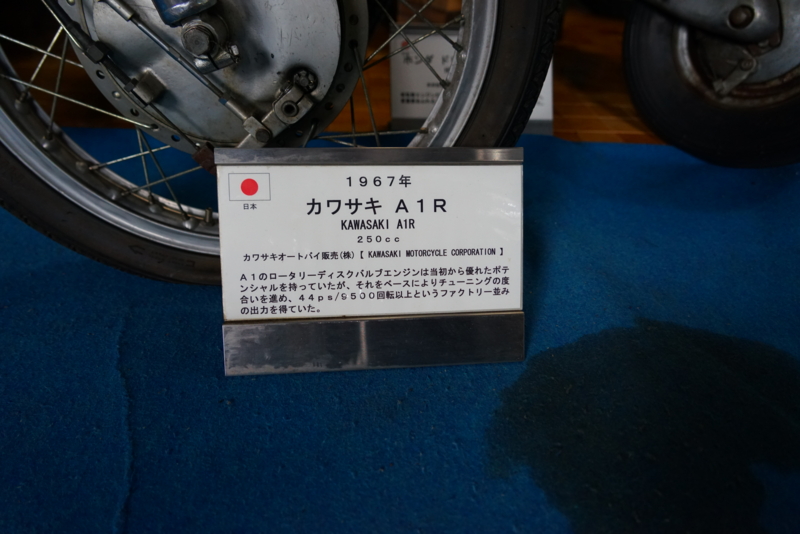 日本
1967年
カワサキ A1R
KAWASAKI A1R
250cc
カワサキオートバイ販売(株)【 KAWASAKI MOTORCYCLE CORPORATION 】
A1のロータリーディスクバルブエンジンは当初から優れたポテ
ンシャルを持っていたが、それをベースによりチューニングの度
合いを進め、44ps/9500回転以上というファクトリー並み
の出力を得ていた。
ホンダ